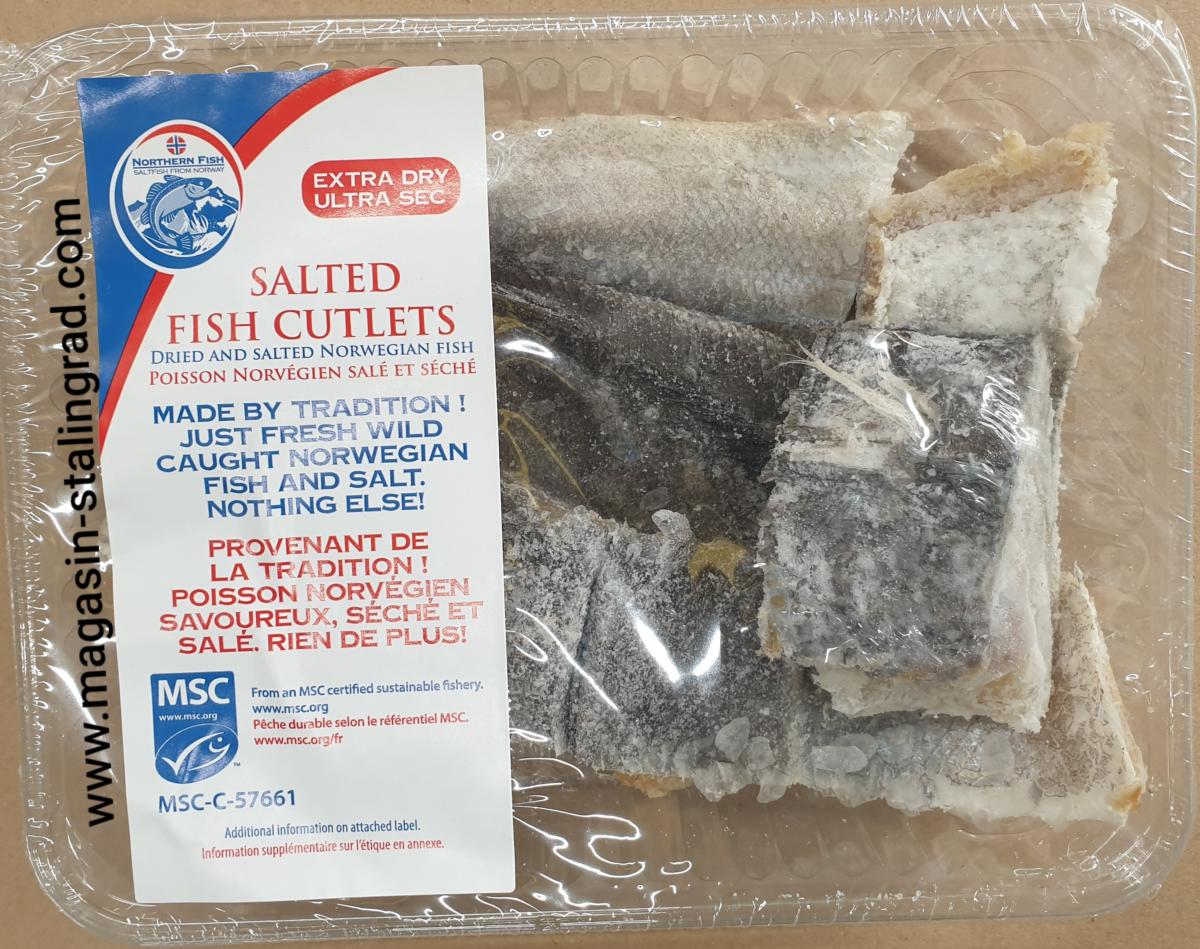 www.magasin-stalingrad.com
NORTHERN FISH
SALTFISH FROM NORWAY
EXTRA DRY
ULTRA SEC
SALTED
FISH CUTLETS
DRIED AND SALTED NORWEGIAN FISH
POISSON NORVÉGIEN SALÉ ET SÉCHÉ
MADE BY TRADITION !
JUST FRESH WILD
CAUGHT NORWEGIAN
FISH AND SALT.
NOTHING ELSE!
PROVENANT DE
LA TRADITION !
POISSON NORVÉGIEN
SAVOUREUX, SÉCHÉ ET
SALÉ. RIEN DE PLUS!
MSC
www.msc.org
TM
From an MSC certified sustainable fishery.
www.msc.org
Pêche durable selon le référentiel MSC.
www.msc.org/fr
MSC-C-57661
Additional information on attached label.
Information supplémentaire sur l'étique en annexe.